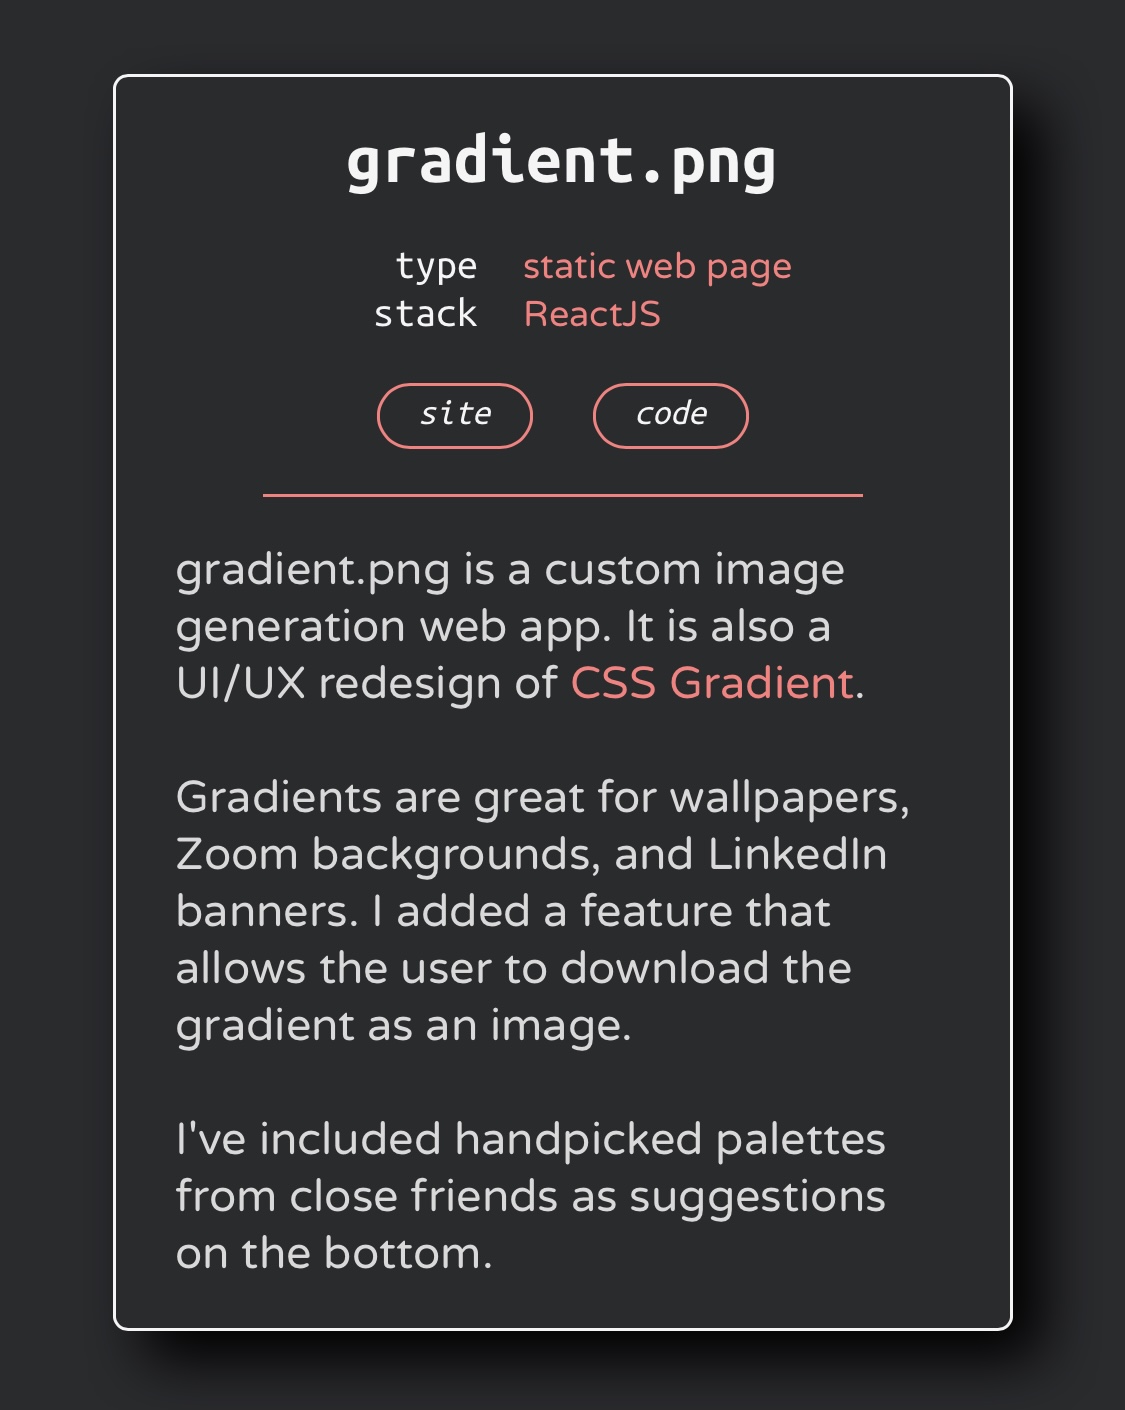 gradient.png
type static web page
stack ReactJS
site code
gradient.png is a custom image
generation web app. It is also a
UI/UX redesign of CSS Gradient.
Gradients are great for wallpapers,
Zoom backgrounds, and LinkedIn
banners. I added a feature that
allows the user to download the
gradient as an image.
I've included handpicked palettes
from close friends as suggestions
on the bottom.